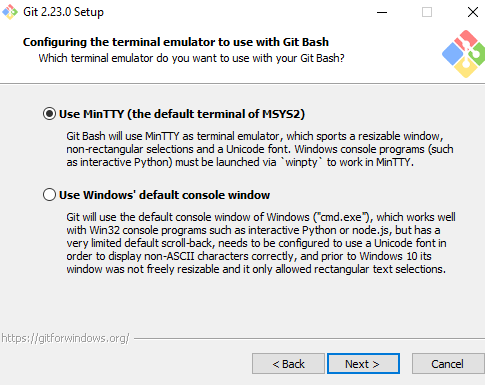 Git 2.23.0 Setup
Configuring the terminal emulator to use with Git Bash
Which terminal emulator do you want to use with your Git Bash?
Use MinTTY (the default terminal of MSYS2)
Git Bash will use MinTTY as terminal emulator, which sports a resizable window,
non-rectangular selections and a Unicode font. Windows console programs (such
as interactive Python) must be launched via `winpty` to work in MinTTY.
Use Windows' default console window
Git will use the default console window of Windows ("cmd.exe"), which works well
with Win32 console programs such as interactive Python or node.js, but has a
very limited default scroll-back, needs to be configured to use a Unicode font in
order to display non-ASCII characters correctly, and prior to Windows 10 its
window was not freely resizable and it only allowed rectangular text selections.
https://gitforwindows.org/
< Back Next > Cancel